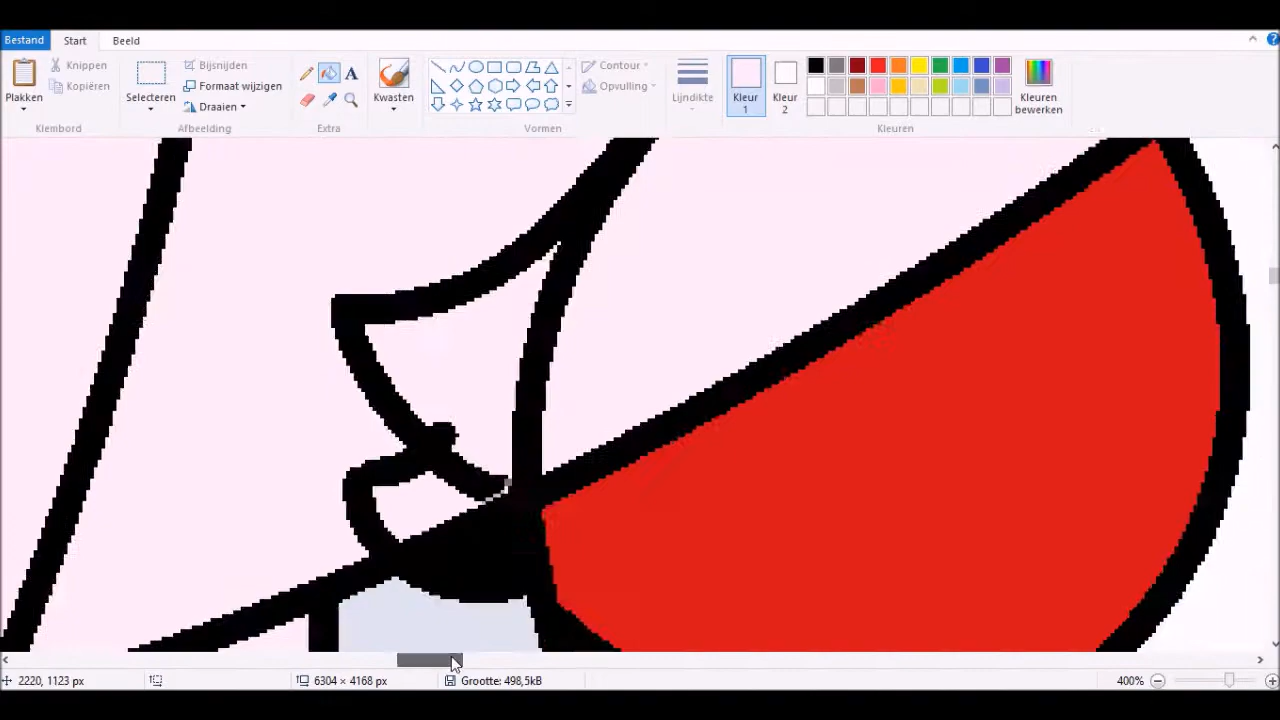 Bestand Start Beeld
Knippen
Kopiëren
Plakken
Klembord
Selecteren
Bijsnijden
Formaat wijzigen
Draaien
Afbeelding
A
Extra
Kwasten
Vormen
Contour
Opvulling
Lijndikte
Kleur
1
Kleur
2
Kleuren
bewerken
Kleuren
2220, 1123 px
6304 × 4168 px
Grootte: 498,5kB
400%